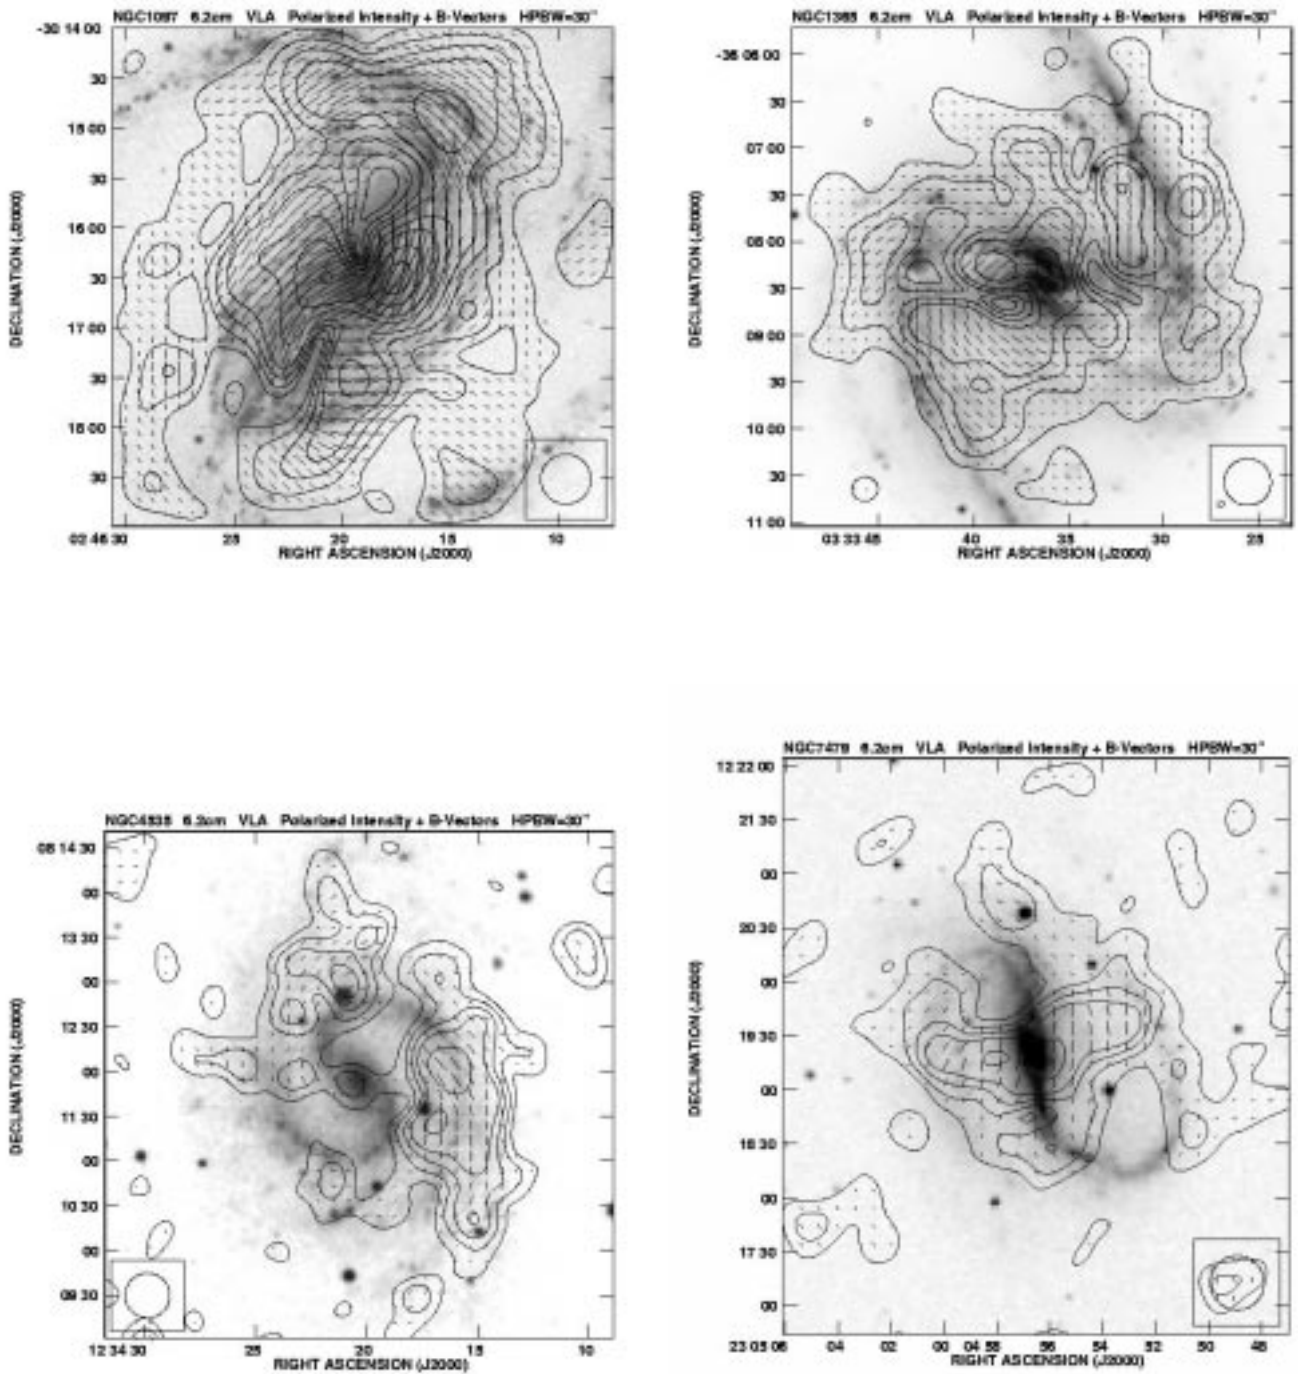 NGC1097 6.2cm VLA Polarized Intensity + B-Vectors HPBW=30"
-30 14 00
30
15 00
30
16 00
30
17 00
30
18 00
30
DECLINATION (J2000)
02 46 30 25 20 15 10
RIGHT ASCENSION (J2000)
NGC1365 6.2cm VLA Polarized Intensity + B-Vectors HPBW=30"
-36 06 00
30
07 00
30
08 00
30
09 00
30
10 00
30
11 00
DECLINATION (J2000)
03 33 45 40 35 30 25
RIGHT ASCENSION (J2000)
NGC4535 6.2cm VLA Polarized Intensity + B-Vectors HPBW=30"
08 14 30
00
13 30
00
12 30
00
11 30
00
10 30
00
09 30
DECLINATION (J2000)
12 34 30 25 20 15 10
RIGHT ASCENSION (J2000)
NGC7479 6.2cm VLA Polarized Intensity + B-Vectors HPBW=30"
12 22 00
21 30
00
20 30
00
19 30
00
18 30
00
17 30
00
DECLINATION (J2000)
23 05 06 04 02 00 04 58 56 54 52 50 48
RIGHT ASCENSION (J2000)